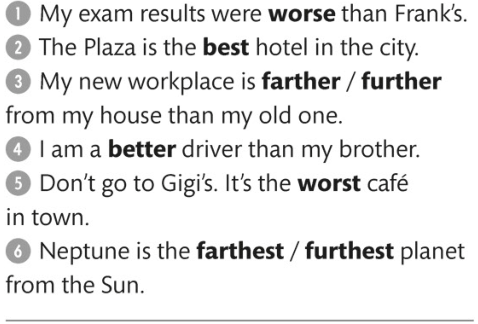 1 My exam results were worse than Frank’s.
2 The Plaza is the best hotel in the city.
3 My new workplace is farther / further
from my house than my old one.
4 I am a better driver than my brother.
5 Don’t go to Gigi’s. It’s the worst café
in town.
6 Neptune is the farthest / furthest planet
from the Sun.